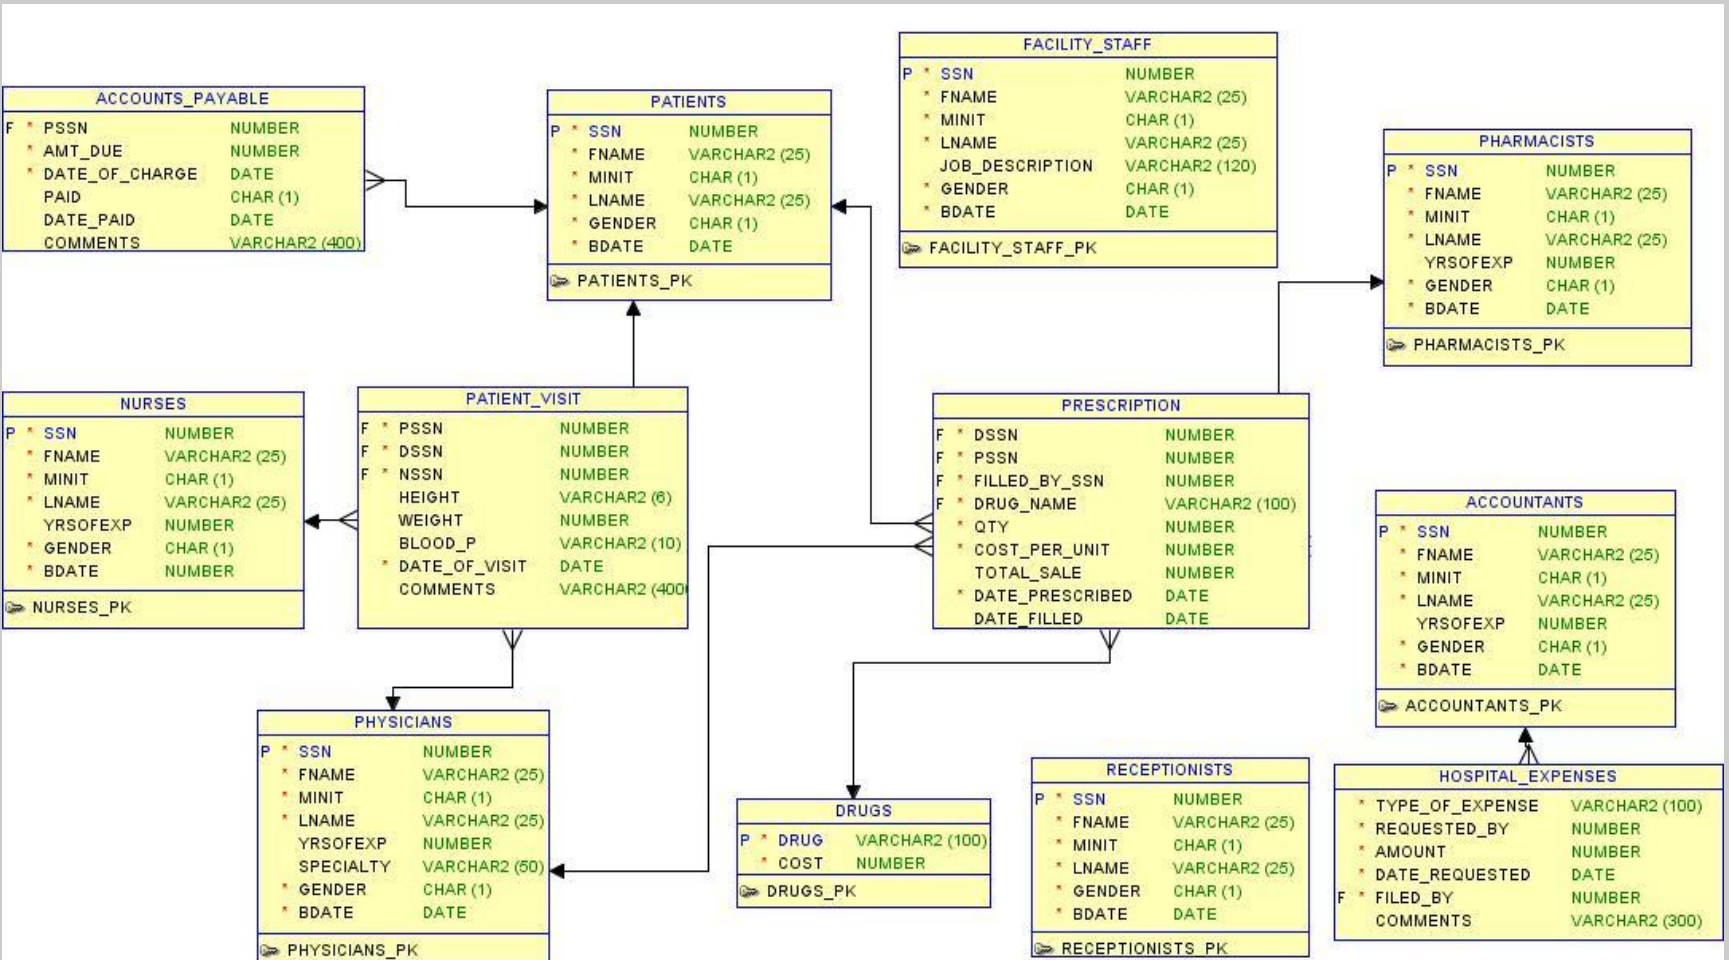 ACCOUNTS_PAYABLE
F * PSSN NUMBER
* AMT_DUE NUMBER
* DATE_OF_CHARGE DATE
PAID CHAR (1)
DATE_PAID DATE
COMMENTS VARCHAR2 (400)
PATIENTS
P * SSN NUMBER
* FNAME VARCHAR2 (25)
* MINIT CHAR (1)
* LNAME VARCHAR2 (25)
* GENDER CHAR (1)
* BDATE DATE
PATIENTS_PK
FACILITY_STAFF
P * SSN NUMBER
* FNAME VARCHAR2 (25)
* MINIT CHAR (1)
* LNAME VARCHAR2 (25)
JOB_DESCRIPTION VARCHAR2 (120)
* GENDER CHAR (1)
* BDATE DATE
FACILITY_STAFF_PK
PHARMACISTS
P * SSN NUMBER
* FNAME VARCHAR2 (25)
* MINIT CHAR (1)
* LNAME VARCHAR2 (25)
YRSOFEXP NUMBER
* GENDER CHAR (1)
* BDATE DATE
PHARMACISTS_PK
NURSES
P * SSN NUMBER
* FNAME VARCHAR2 (25)
* MINIT CHAR (1)
* LNAME VARCHAR2 (25)
YRSOFEXP NUMBER
* GENDER CHAR (1)
* BDATE NUMBER
NURSES_PK
PATIENT_VISIT
F * PSSN NUMBER
F * DSSN NUMBER
F * NSSN NUMBER
HEIGHT VARCHAR2 (6)
WEIGHT NUMBER
BLOOD_P VARCHAR2 (10)
* DATE_OF_VISIT DATE
COMMENTS VARCHAR2 (400
PRESCRIPTION
F * DSSN NUMBER
F * PSSN NUMBER
F * FILLED_BY_SSN NUMBER
F * DRUG_NAME VARCHAR2 (100)
* QTY NUMBER
* COST_PER_UNIT NUMBER
TOTAL_SALE NUMBER
* DATE_PRESCRIBED DATE
DATE_FILLED DATE
ACCOUNTANTS
P * SSN NUMBER
* FNAME VARCHAR2 (25)
* MINIT CHAR (1)
* LNAME VARCHAR2 (25)
YRSOFEXP NUMBER
* GENDER CHAR (1)
* BDATE DATE
ACCOUNTANTS_PK
PHYSICIANS
P * SSN NUMBER
* FNAME VARCHAR2 (25)
* MINIT CHAR (1)
* LNAME VARCHAR2 (25)
YRSOFEXP NUMBER
SPECIALTY VARCHAR2 (50)
* GENDER CHAR (1)
* BDATE DATE
PHYSICIANS_PK
DRUGS
P * DRUG VARCHAR2 (100)
* COST NUMBER
DRUGS_PK
RECEPTIONISTS
P * SSN NUMBER
* FNAME VARCHAR2 (25)
* MINIT CHAR (1)
* LNAME VARCHAR2 (25)
* GENDER CHAR (1)
* BDATE DATE
RECEPTIONISTS_PK
HOSPITAL_EXPENSES
* TYPE_OF_EXPENSE VARCHAR2 (100)
* REQUESTED_BY NUMBER
* AMOUNT NUMBER
* DATE_REQUESTED DATE
F * FILED_BY NUMBER
COMMENTS VARCHAR2 (300)